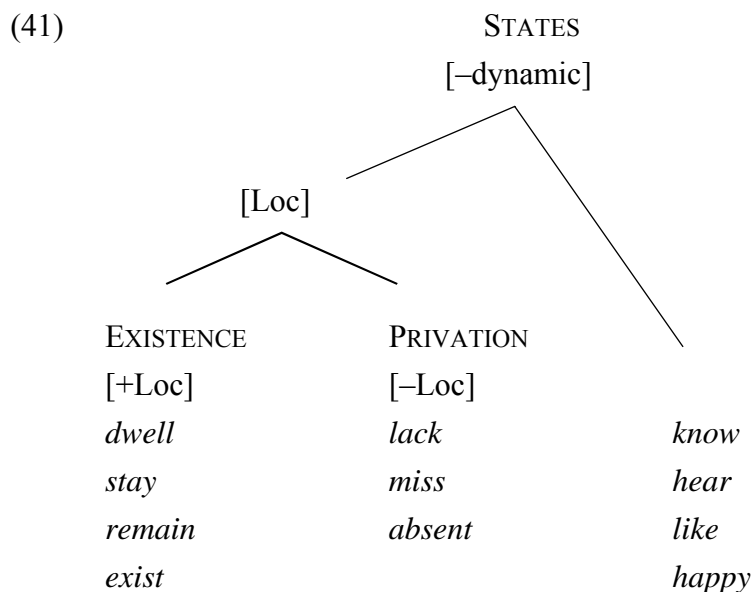 (41) STATES
[–dynamic]
[Loc]
EXISTENCE PRIVATION
[+Loc] [–Loc]
dwell lack know
stay miss hear
remain absent like
exist happy